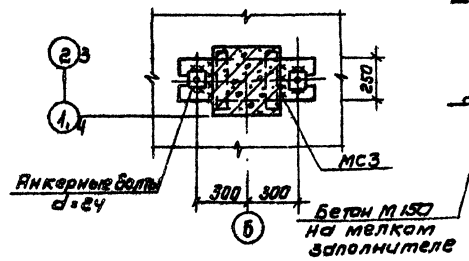 2 3
250
1, 4
МС3
Анкерные болты
d=24
300 300
Б
Бетон М150
на мелком
заполнителе